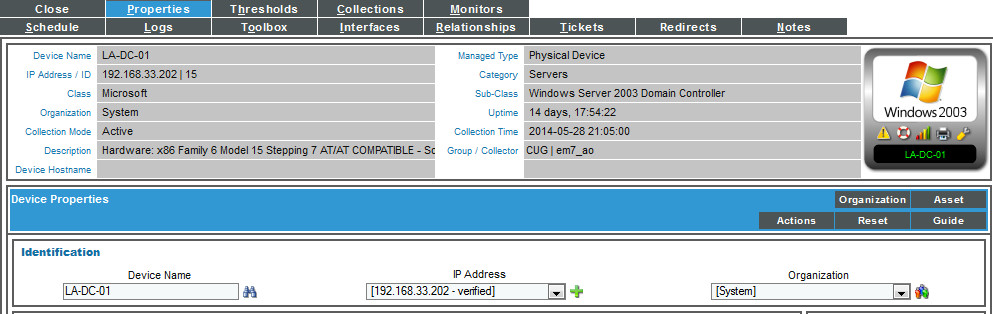 Close Properties Thresholds Collections Monitors
Schedule Logs Toolbox Interfaces Relationships Tickets Redirects Notes
Device Name LA-DC-01 Managed Type Physical Device
IP Address / ID 192.168.33.202 | 15 Category Servers
Class Microsoft Sub-Class Windows Server 2003 Domain Controller
Organization System Uptime 14 days, 17:54:22
Collection Mode Active Collection Time 2014-05-28 21:05:00
Description Hardware: x86 Family 6 Model 15 Stepping 7 AT/AT COMPATIBLE - So Group / Collector CUG | em7_ao
Device Hostname
Windows 2003
LA-DC-01
Device Properties Organization Asset
Actions Reset Guide
Identification
Device Name IP Address Organization
LA-DC-01 [192.168.33.202 - verified] [System]